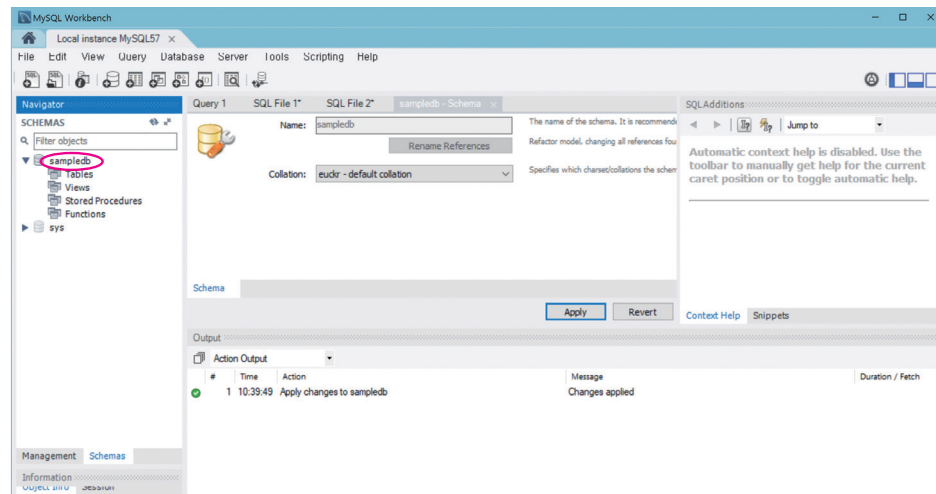 MySQL Workbench
Local instance MySQL57
File Edit View Query Database Server Tools Scripting Help
Navigator
SCHEMAS
Filter objects
sampledb
Tables
Views
Stored Procedures
Functions
sys
Management Schemas
Information
Object Info Session
Query 1 SQL File 1* SQL File 2* sampledb - Schema
Name: sampledb
The name of the schema. It is recommende
Rename References
Refactor model, changing all references fou
Collation: euckr - default collation
Specifies which charset/collations the schem
Schema
Apply Revert
SQLAdditions
Jump to
Automatic context help is disabled. Use the
toolbar to manually get help for the current
caret position or to toggle automatic help.
Context Help Snippets
Output
Action Output
# Time Action Message Duration / Fetch
1 10:39:49 Apply changes to sampledb Changes applied